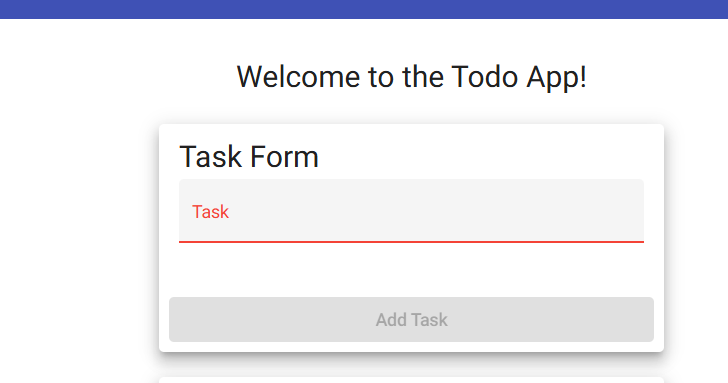 Welcome to the Todo App!
Task Form
Task
Add Task